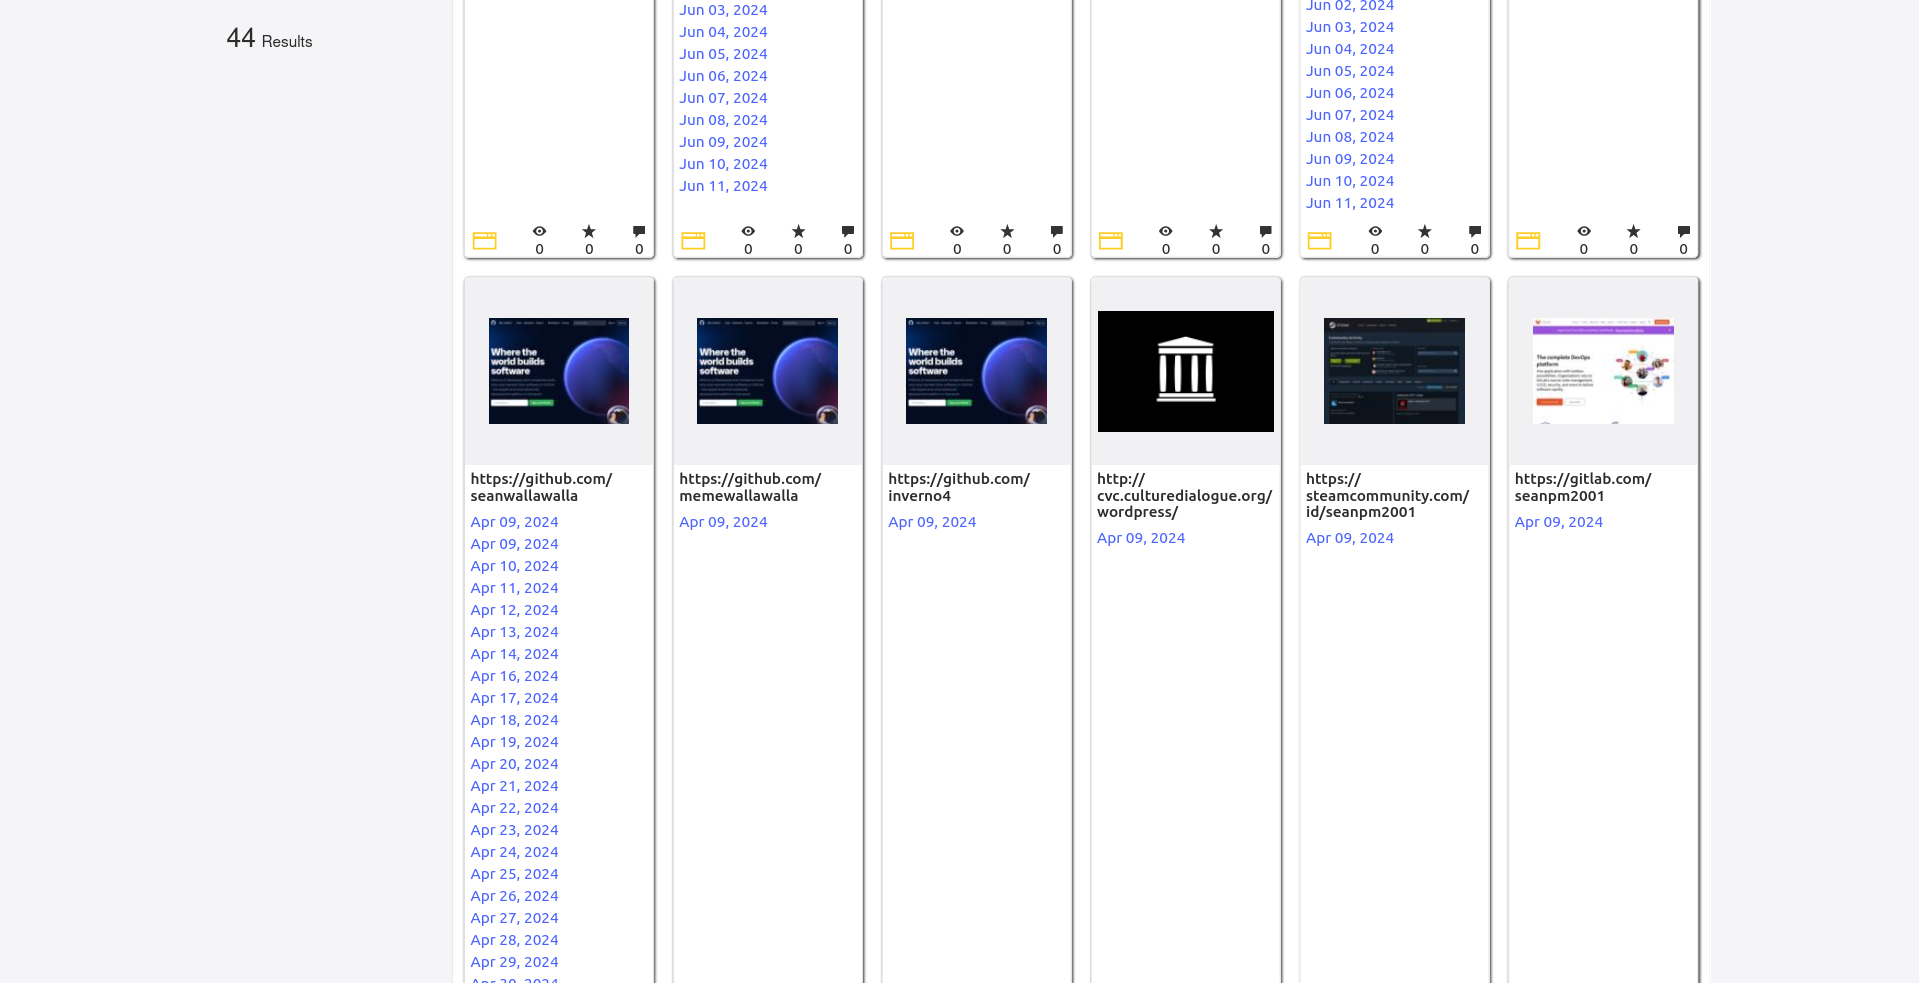 44 Results
Jun 03, 2024
Jun 04, 2024
Jun 05, 2024
Jun 06, 2024
Jun 07, 2024
Jun 08, 2024
Jun 09, 2024
Jun 10, 2024
Jun 11, 2024
Jun 02, 2024
Jun 03, 2024
Jun 04, 2024
Jun 05, 2024
Jun 06, 2024
Jun 07, 2024
Jun 08, 2024
Jun 09, 2024
Jun 10, 2024
Jun 11, 2024
0 0 0
0 0 0
0 0 0
0 0 0
0 0 0
0 0 0
Where the
world builds
software
https://github.com/
seanwallawalla
Apr 09, 2024
Apr 09, 2024
Apr 10, 2024
Apr 11, 2024
Apr 12, 2024
Apr 13, 2024
Apr 14, 2024
Apr 16, 2024
Apr 17, 2024
Apr 18, 2024
Apr 19, 2024
Apr 20, 2024
Apr 21, 2024
Apr 22, 2024
Apr 23, 2024
Apr 24, 2024
Apr 25, 2024
Apr 26, 2024
Apr 27, 2024
Apr 28, 2024
Apr 29, 2024
Apr 30, 2024
Where the
world builds
software
https://github.com/
memewallawalla
Apr 09, 2024
Where the
world builds
software
https://github.com/
inverno4
Apr 09, 2024
http://
cvc.culturedialogue.org/
wordpress/
Apr 09, 2024
https://
steamcommunity.com/
id/seanpm2001
Apr 09, 2024
The complete DevOps
platform
https://gitlab.com/
seanpm2001
Apr 09, 2024